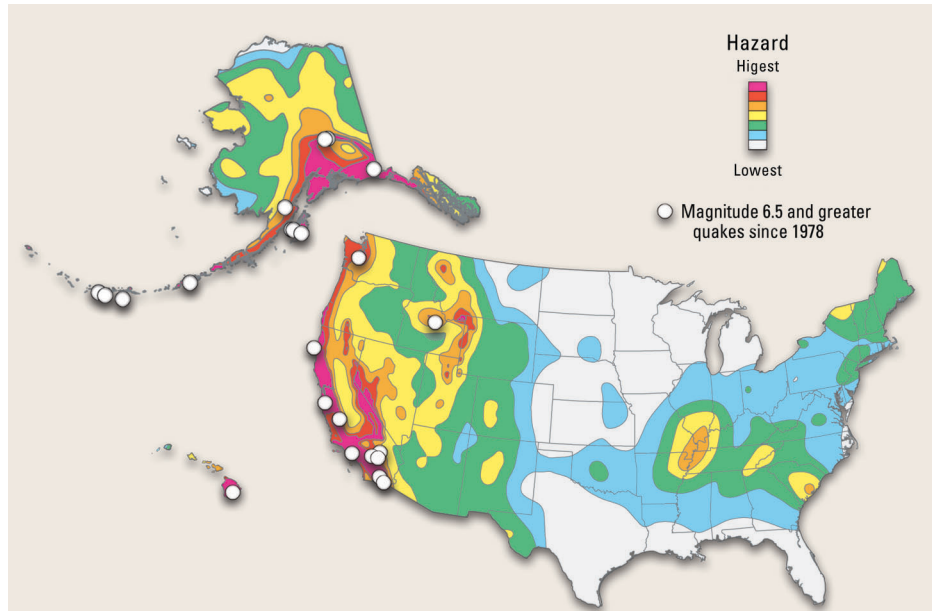 Hazard
Higest
Lowest
Magnitude 6.5 and greater
quakes since 1978